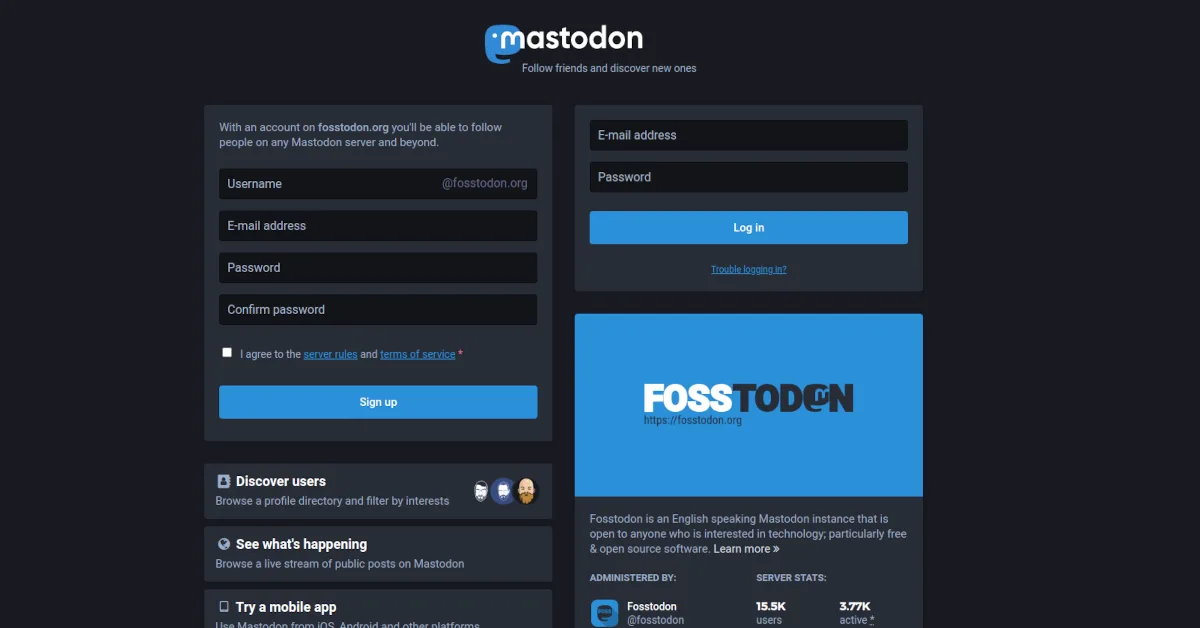 mastodon
Follow friends and discover new ones
With an account on fosstodon.org you'll be able to follow
people on any Mastodon server and beyond.
Username @fosstodon.org
E-mail address
Password
Confirm password
I agree to the server rules and terms of service *
Sign up
Discover users
Browse a profile directory and filter by interests
See what's happening
Browse a live stream of public posts on Mastodon
Try a mobile app
Use Mastodon from iOS, Android and other platforms
E-mail address
Password
Log in
Trouble logging in?
FOSSTODON
https://fosstodon.org
Fosstodon is an English speaking Mastodon instance that is
open to anyone who is interested in technology; particularly free
& open source software. Learn more »
ADMINISTERED BY: SERVER STATS:
Fosstodon 15.5K 3.77K
@fosstodon users active *